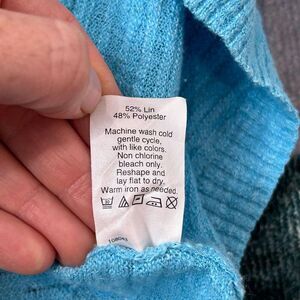 52% Lin
48% Polyester
Machine wash cold
gentle cycle,
with like colors.
Non chlorine
bleach only.
Reshape and
lay flat to dry.
Warm iron as needed.